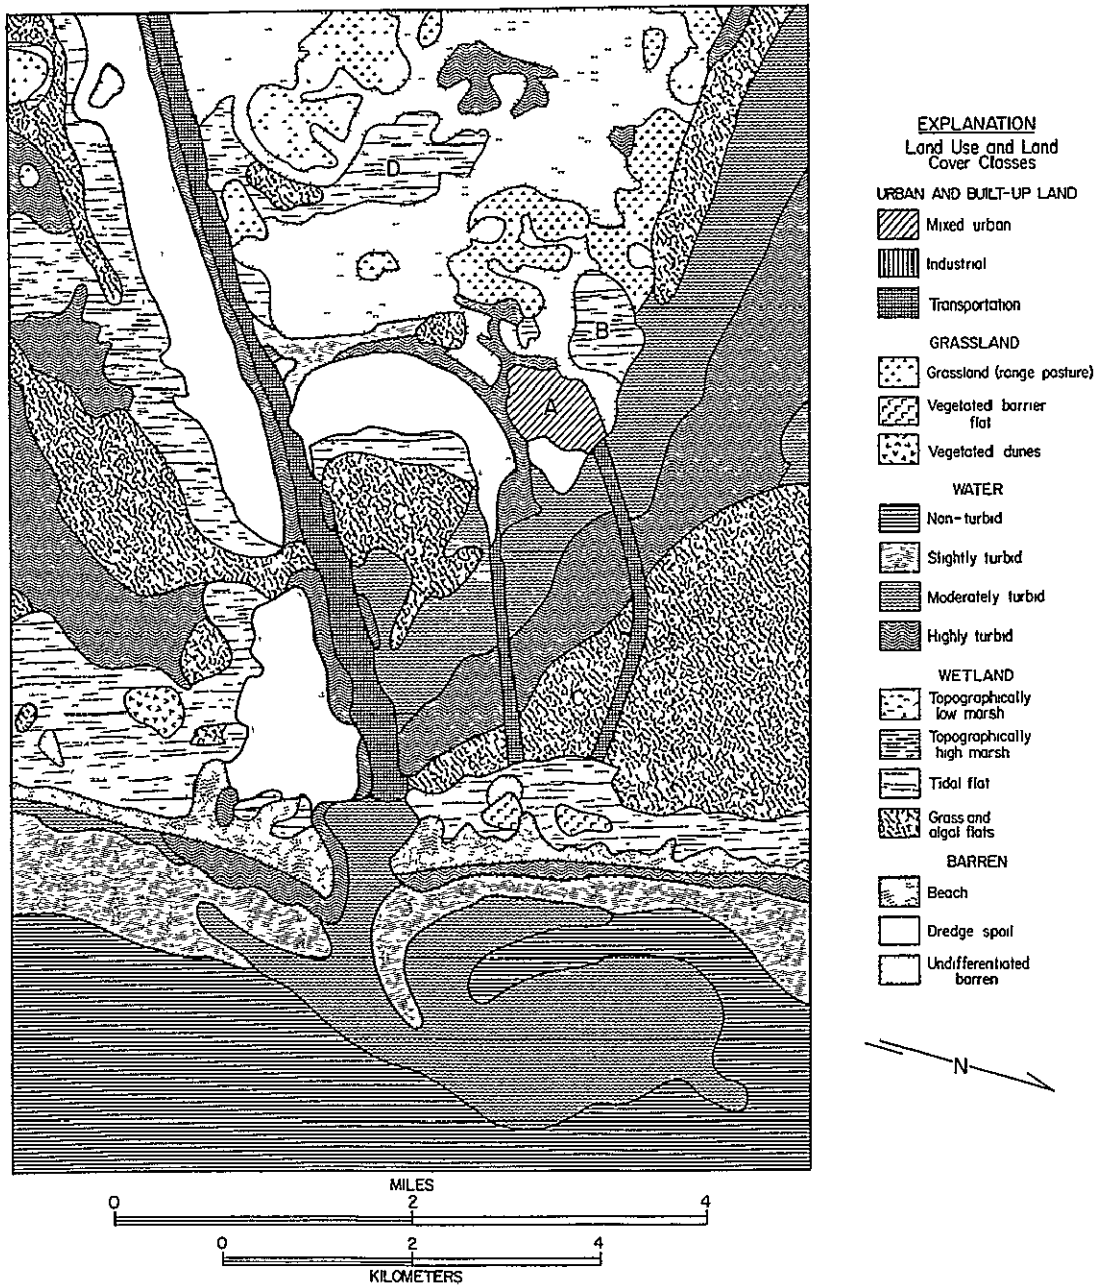 EXPLANATION
Land Use and Land
Cover Classes
URBAN AND BUILT-UP LAND
Mixed urban
Industrial
Transportation
GRASSLAND
Grassland (range pasture)
Vegetated barrier
flat
Vegetated dunes
WATER
Non-turbid
Slightly turbid
Moderately turbid
Highly turbid
WETLAND
Topographically
low marsh
Topographically
high marsh
Tidal flat
Grass and
algal flats
BARREN
Beach
Dredge spoil
Undifferentiated
barren
N
D
B
A
C
C
MILES
0 2 4
0 2 4
KILOMETERS